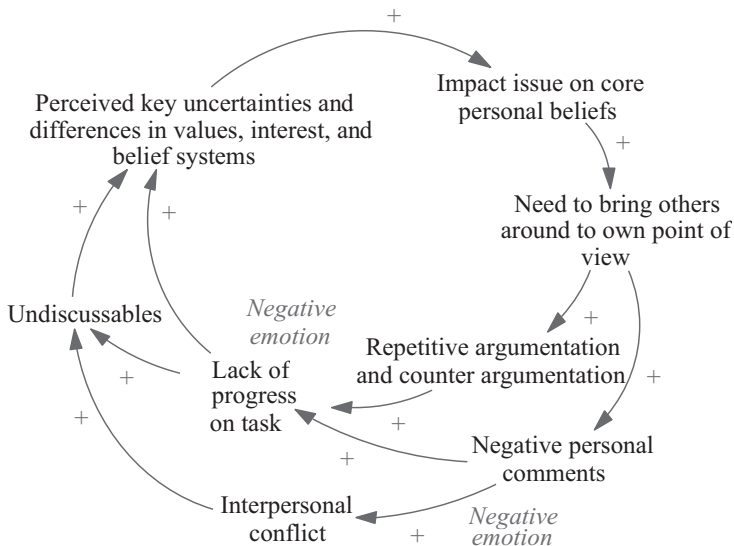 +
Impact issue on core
personal beliefs
Perceived key uncertainties and
differences in values, interest, and
belief systems
+
+
+
Need to bring others
around to own point of
view
Undiscussables
Negative
emotion
+
Repetitive argumentation
and counter argumentation
Lack of
progress
on task
+
+
+
+
+
Negative personal
comments
Interpersonal
conflict
+
Negative
emotion